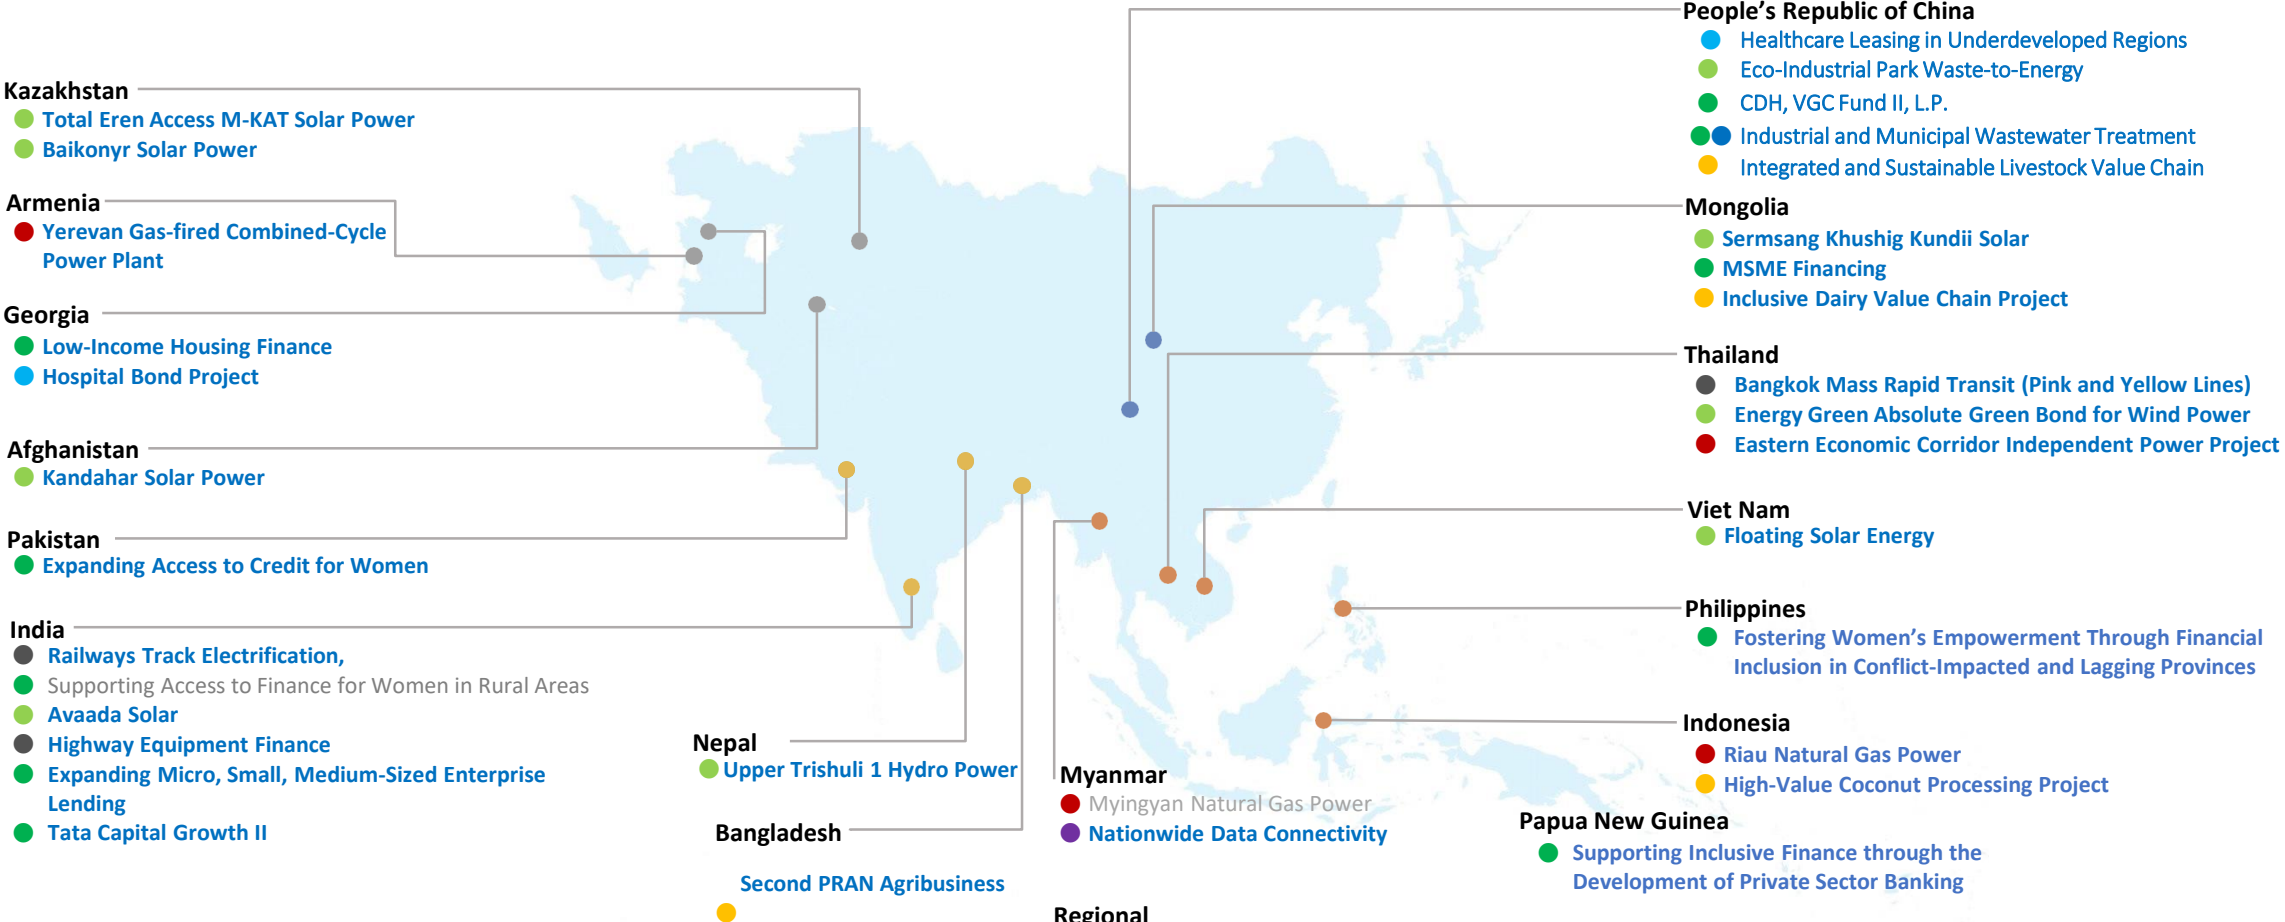 People's Republic of China
Healthcare Leasing in Underdeveloped Regions
Eco-Industrial Park Waste-to-Energy
CDH, VGC Fund II, L.P.
Industrial and Municipal Wastewater Treatment
Integrated and Sustainable Livestock Value Chain
Kazakhstan
Total Eren Access M-KAT Solar Power
Baikonyr Solar Power
Armenia
Yerevan Gas-fired Combined-Cycle
Power Plant
Georgia
Low-Income Housing Finance
Hospital Bond Project
Afghanistan
Kandahar Solar Power
Pakistan
Expanding Access to Credit for Women
India
Railways Track Electrification,
Supporting Access to Finance for Women in Rural Areas
Avaada Solar
Highway Equipment Finance
Expanding Micro, Small, Medium-Sized Enterprise
Lending
Tata Capital Growth II
Nepal
Upper Trishuli 1 Hydro Power
Bangladesh
Second PRAN Agribusiness
Myanmar
Myingyan Natural Gas Power
Nationwide Data Connectivity
Regional
Mongolia
Sermsang Khushig Kundii Solar
MSME Financing
Inclusive Dairy Value Chain Project
Thailand
Bangkok Mass Rapid Transit (Pink and Yellow Lines)
Energy Green Absolute Green Bond for Wind Power
Eastern Economic Corridor Independent Power Project
Viet Nam
Floating Solar Energy
Philippines
Fostering Women's Empowerment Through Financial
Inclusion in Conflict-Impacted and Lagging Provinces
Indonesia
Riau Natural Gas Power
High-Value Coconut Processing Project
Papua New Guinea
Supporting Inclusive Finance through the
Development of Private Sector Banking